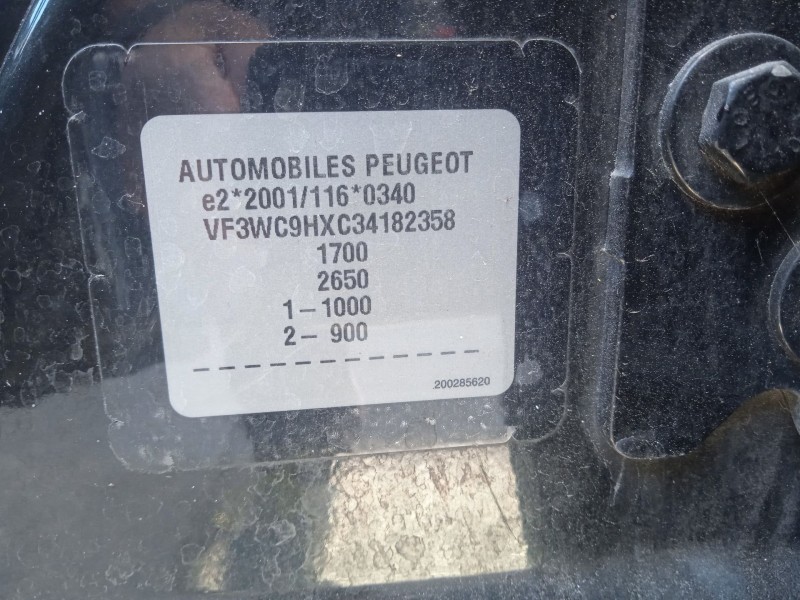 AUTOMOBILES PEUGEOT
e2*2001/116*0340
VF3WC9HXC34182358
1700
2650
1-1000
2- 900
200285620